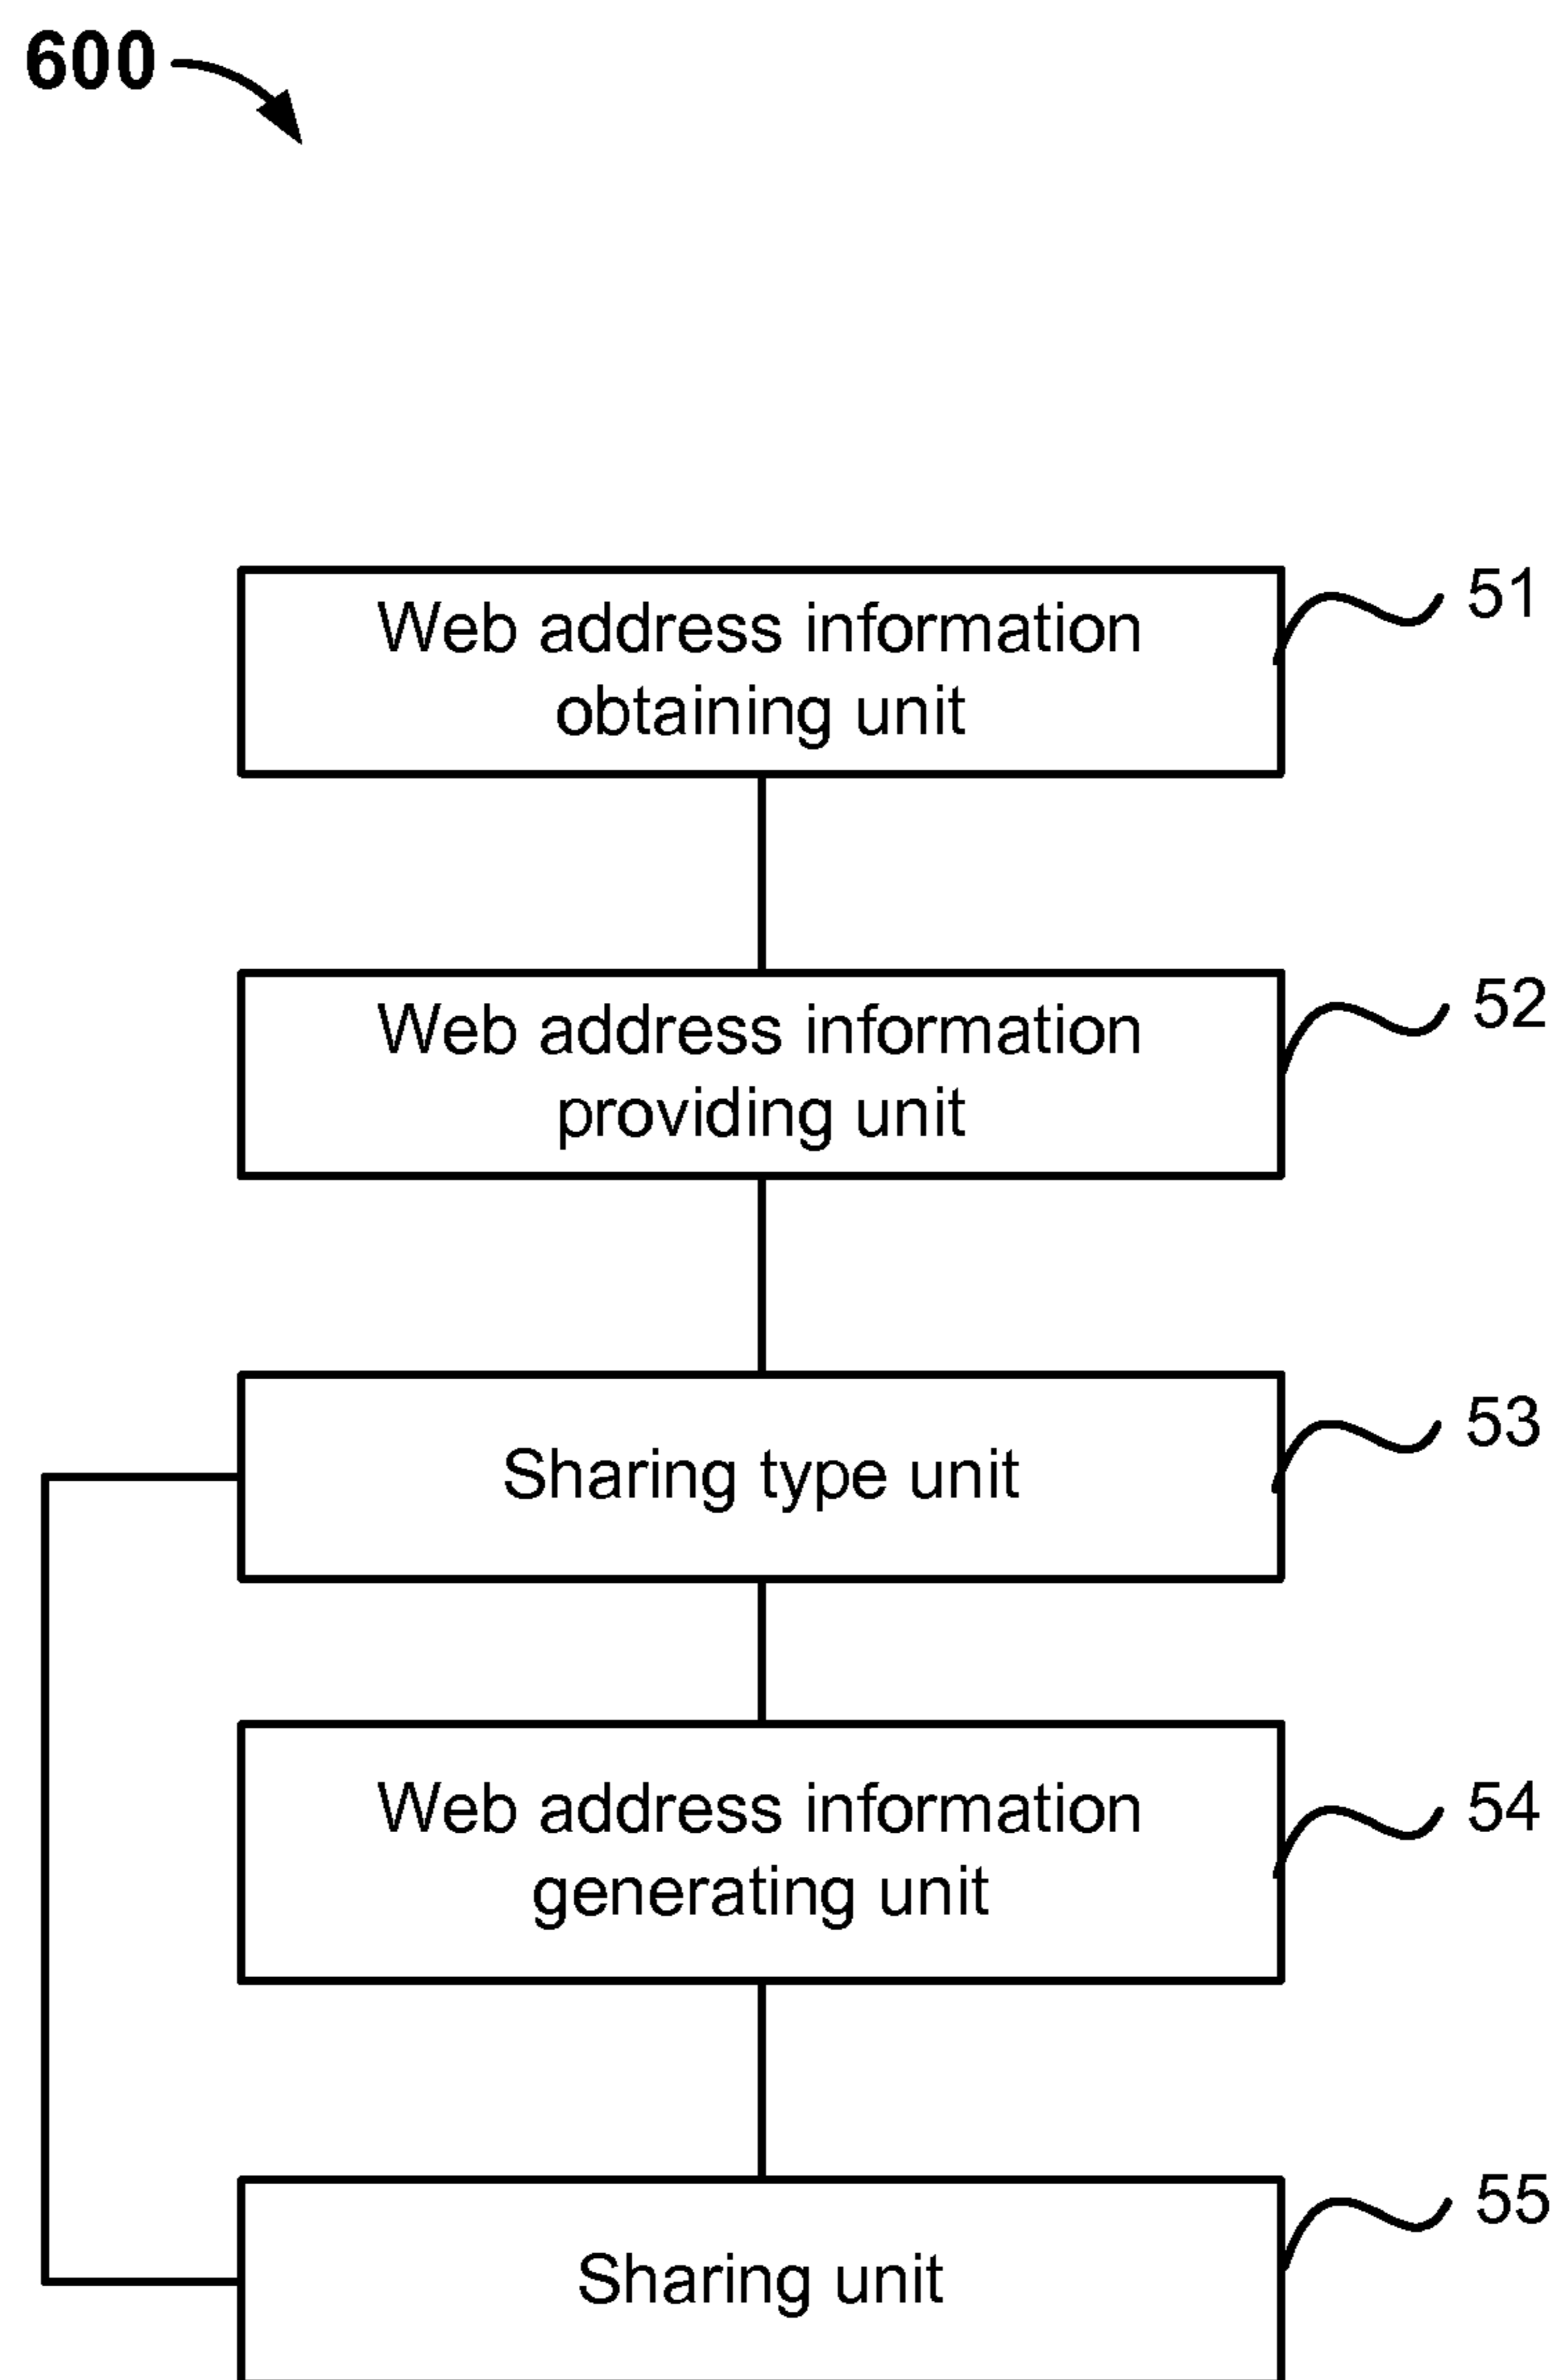 600
Web address information
obtaining unit
51
Web address information
providing unit
52
Sharing type unit
53
Web address information
generating unit
54
Sharing unit
55